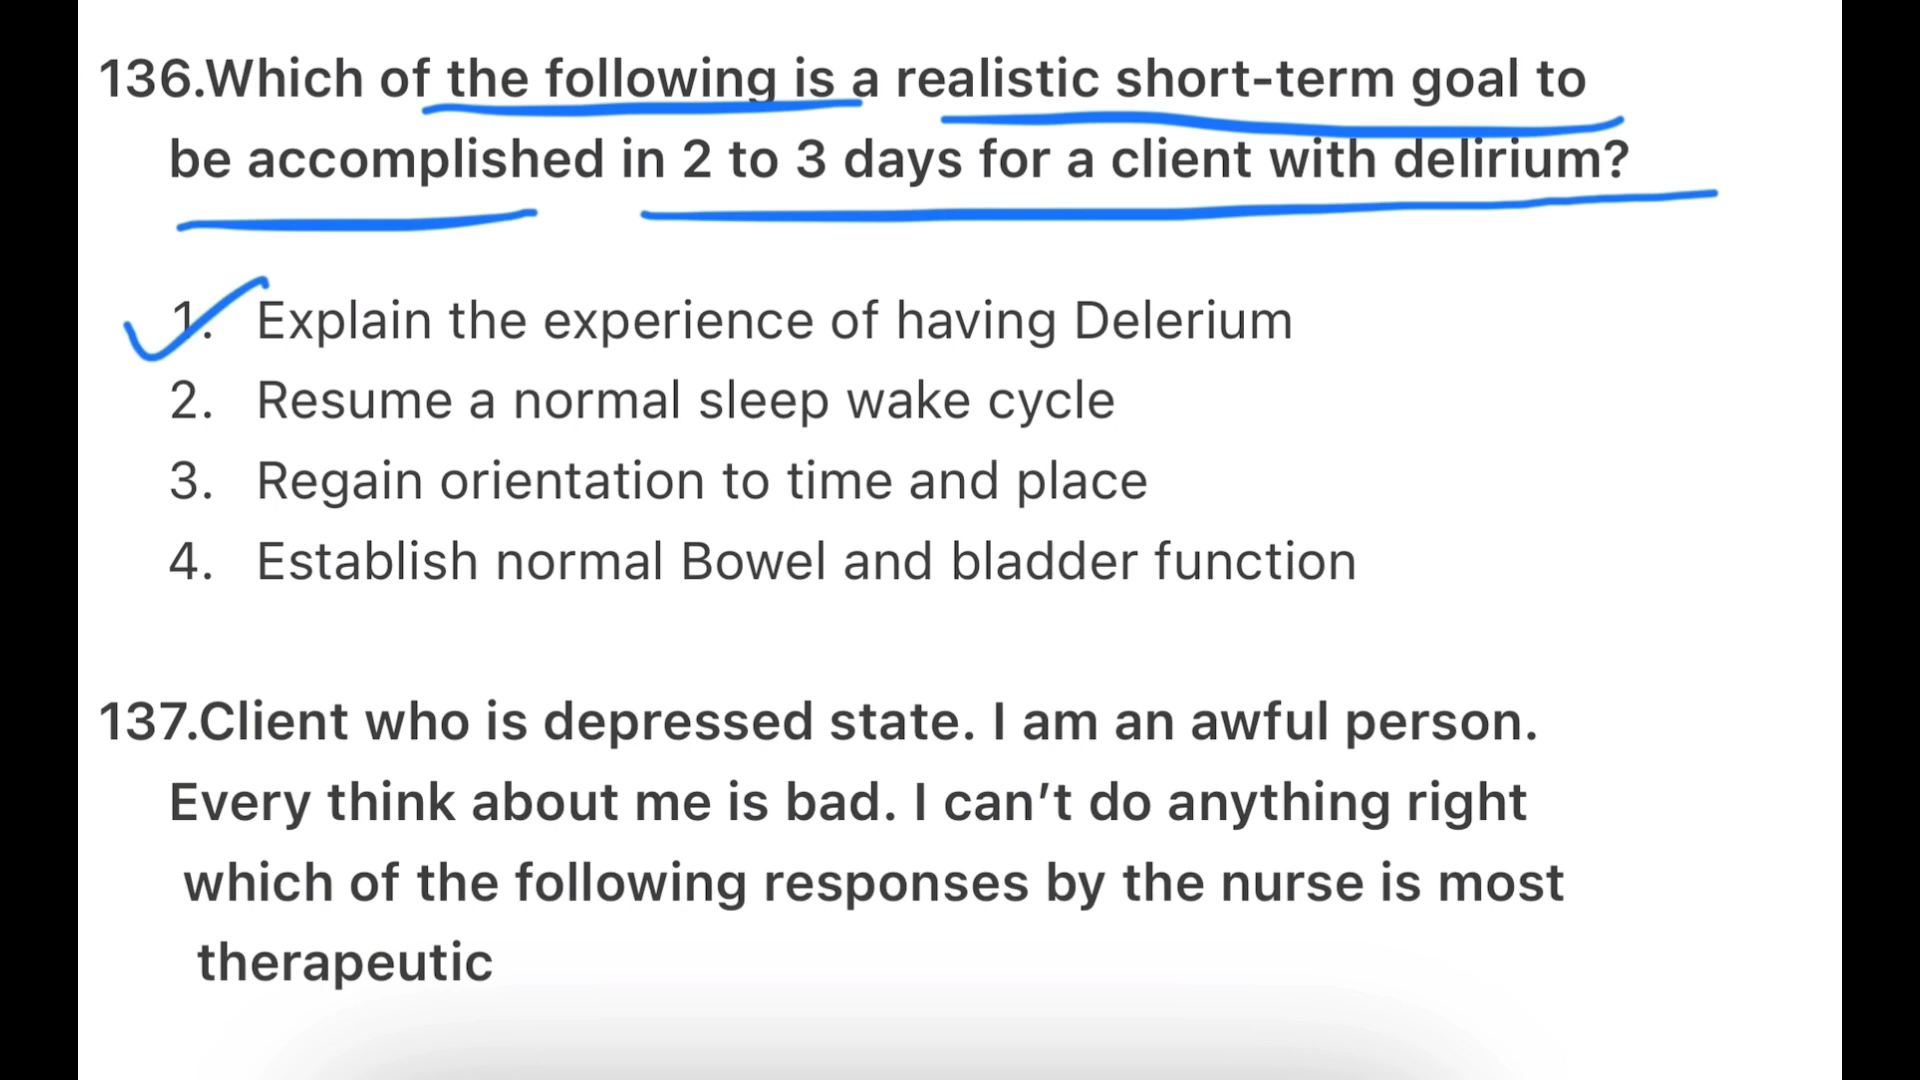 136.Which of the following is a realistic short-term goal to
be accomplished in 2 to 3 days for a client with delirium?
1. Explain the experience of having Delerium
2. Resume a normal sleep wake cycle
3. Regain orientation to time and place
4. Establish normal Bowel and bladder function
137.Client who is depressed state. I am an awful person.
Every think about me is bad. I can’t do anything right
which of the following responses by the nurse is most
therapeutic